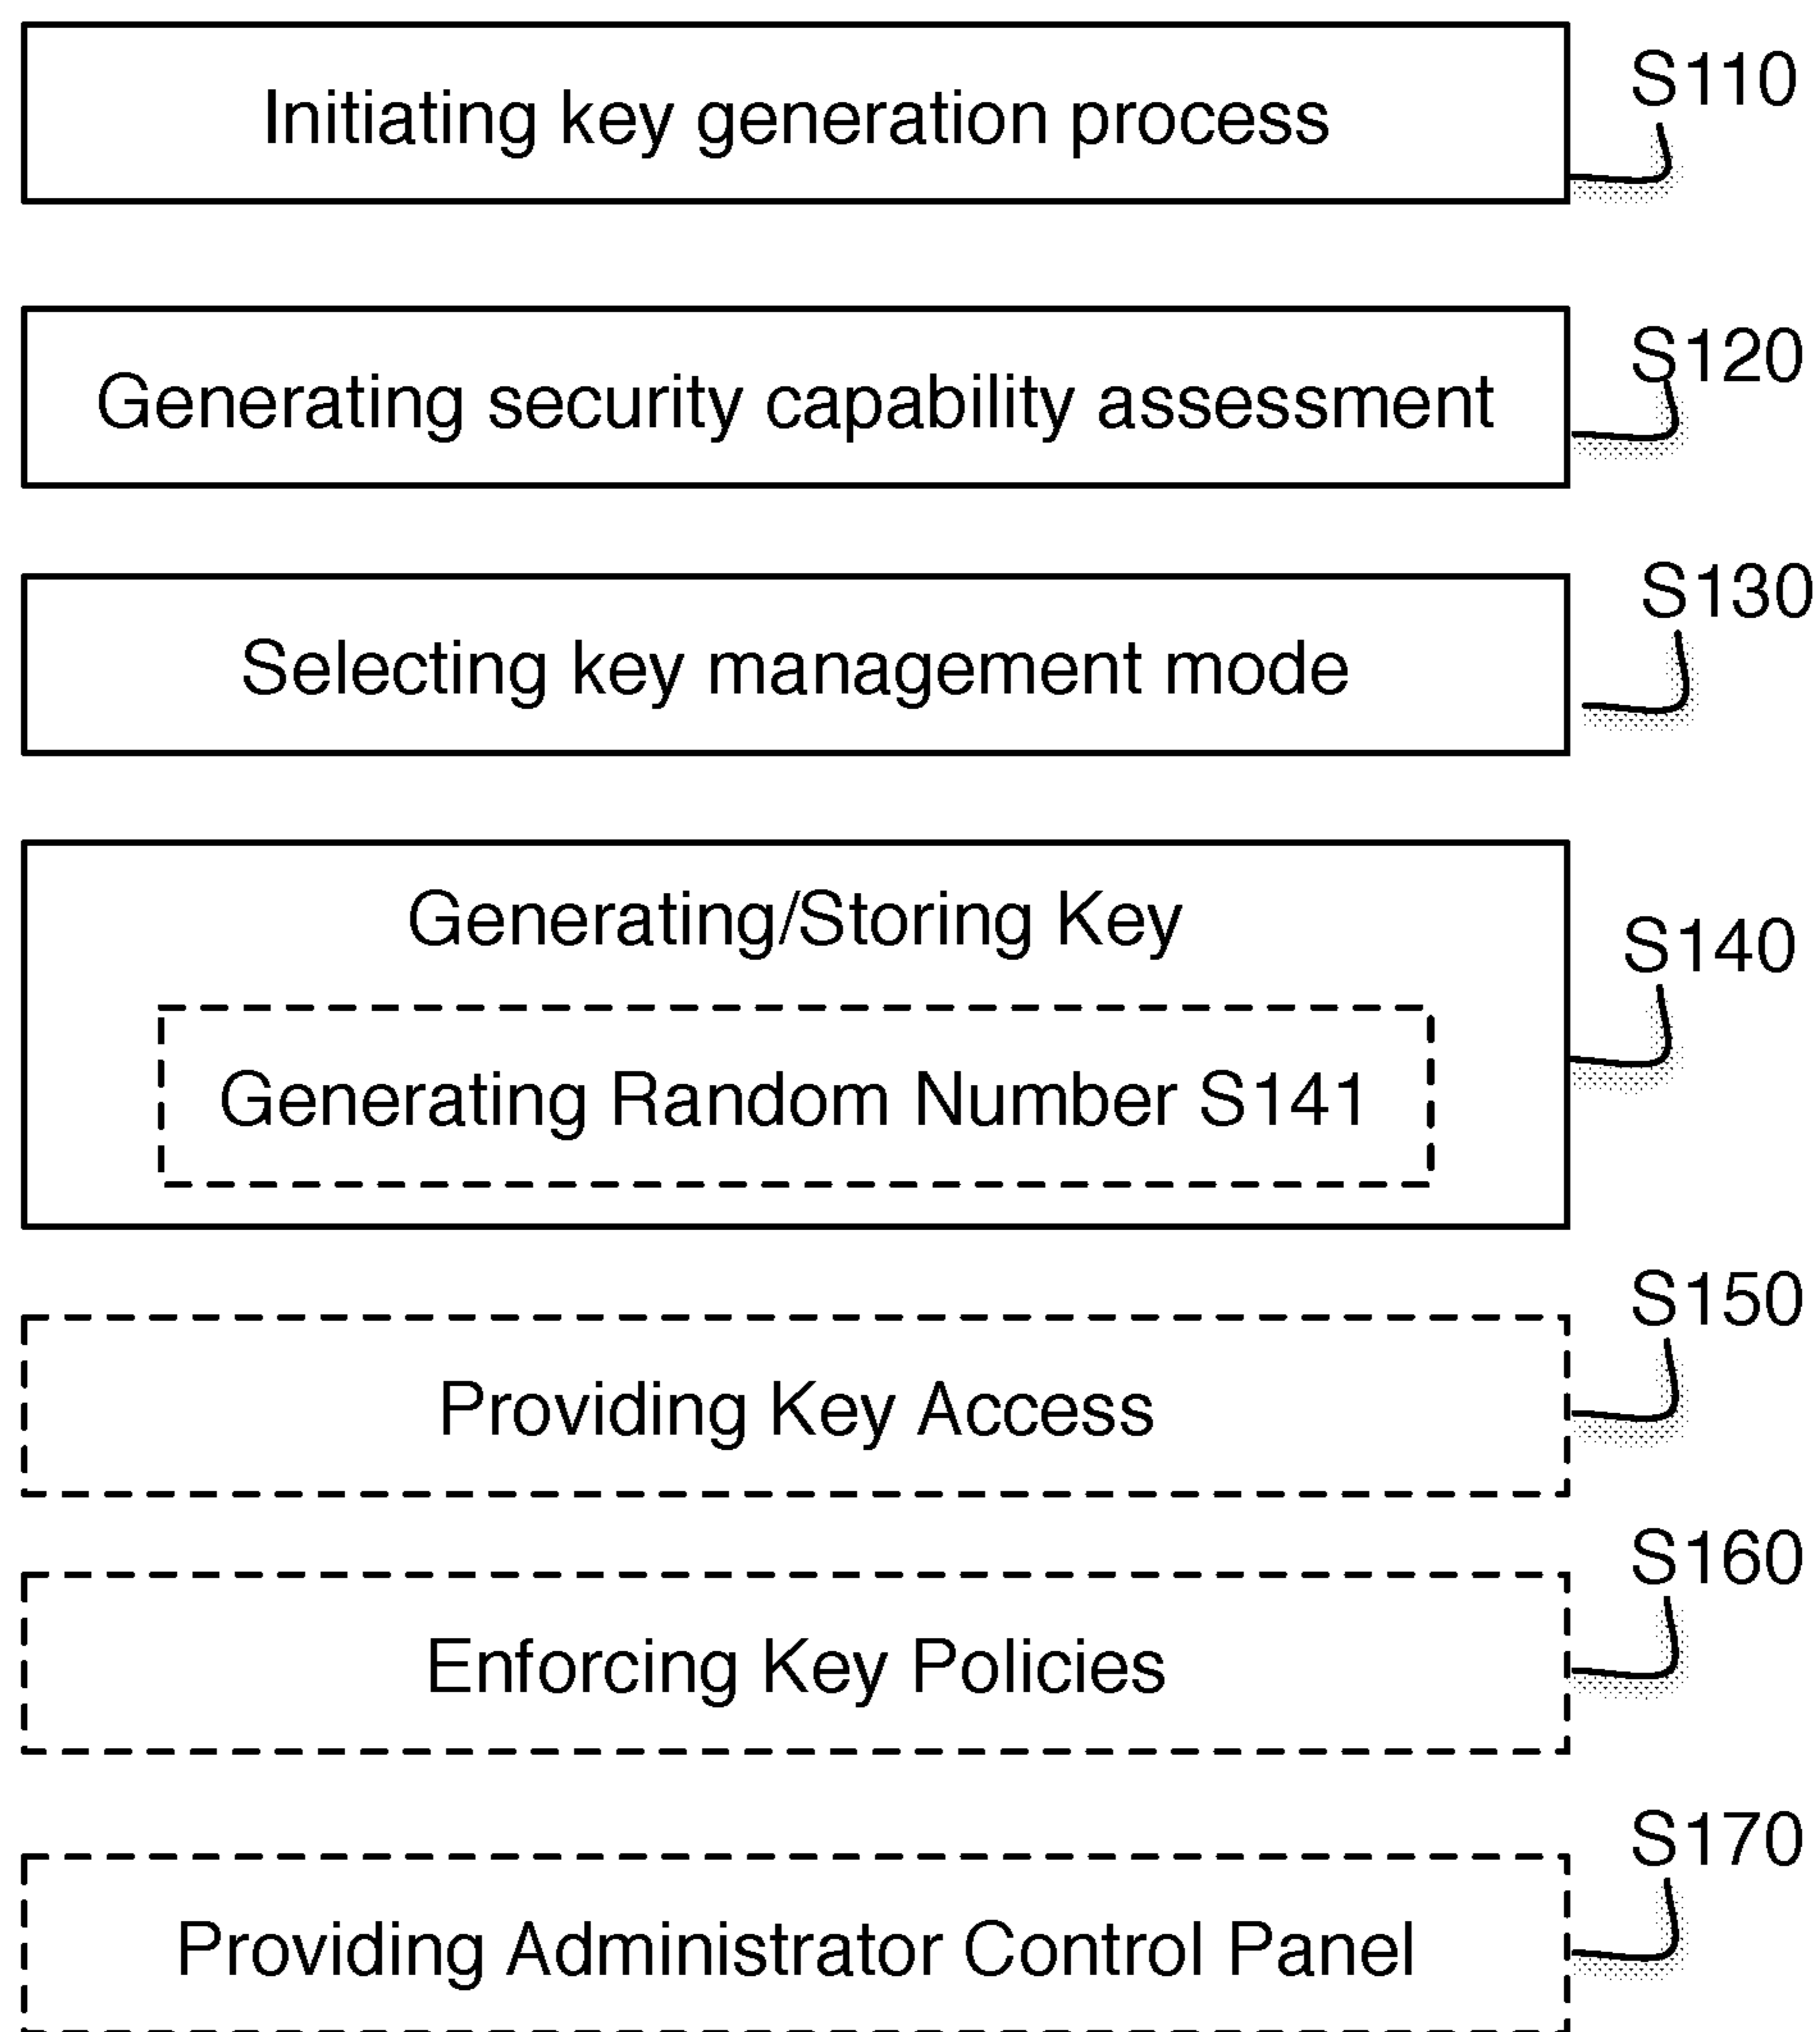 Initiating key generation process
S110
Generating security capability assessment
S120
Selecting key management mode
S130
Generating/Storing Key
S140
Generating Random Number S141
Providing Key Access
S150
Enforcing Key Policies
S160
Providing Administrator Control Panel
S170